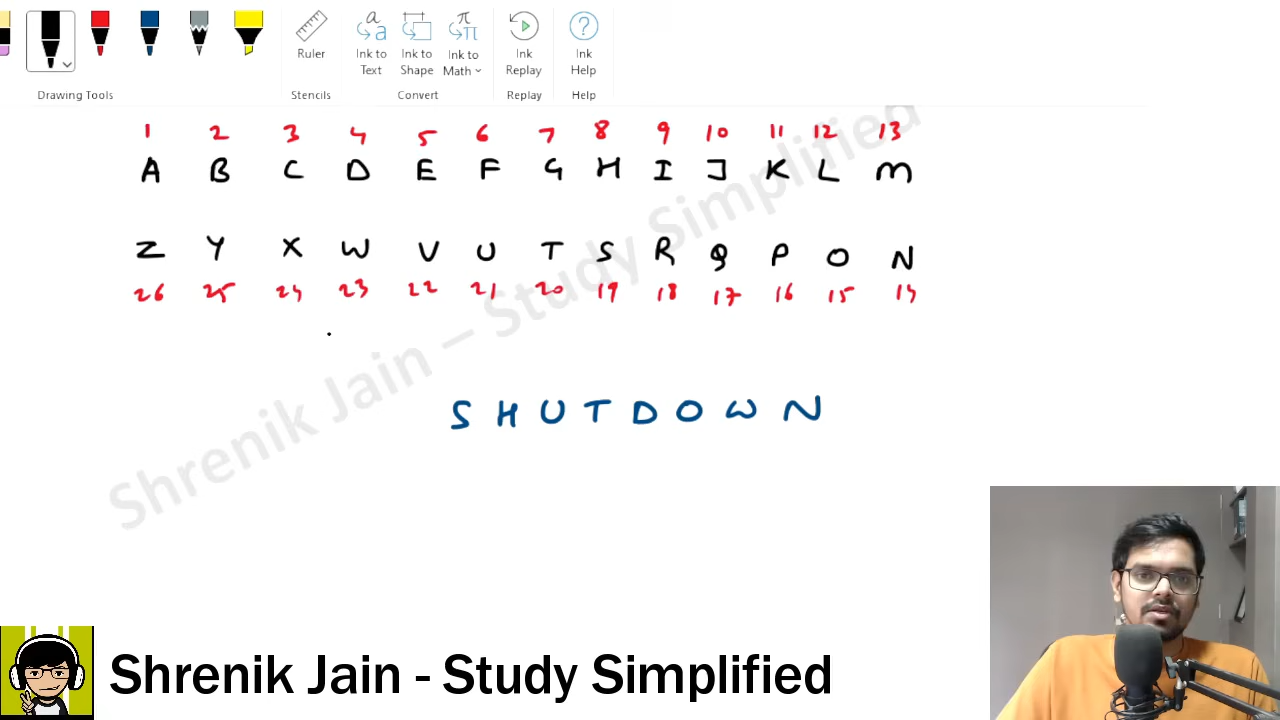 Ruler
Ink to Text
Ink to Shape
Ink to Math
Ink Replay
Ink Help
Drawing Tools
Stencils
Convert
Replay
Help
1 2 3 4 5 6 7 8 9 10 11 12 13
A B C D E F G H I J K L M
Z Y X W V U T S R Q P O N
26 25 24 23 22 21 20 19 18 17 16 15 14
Shrenik Jain – Study Simplified
S H U T D O W N
Shrenik Jain - Study Simplified